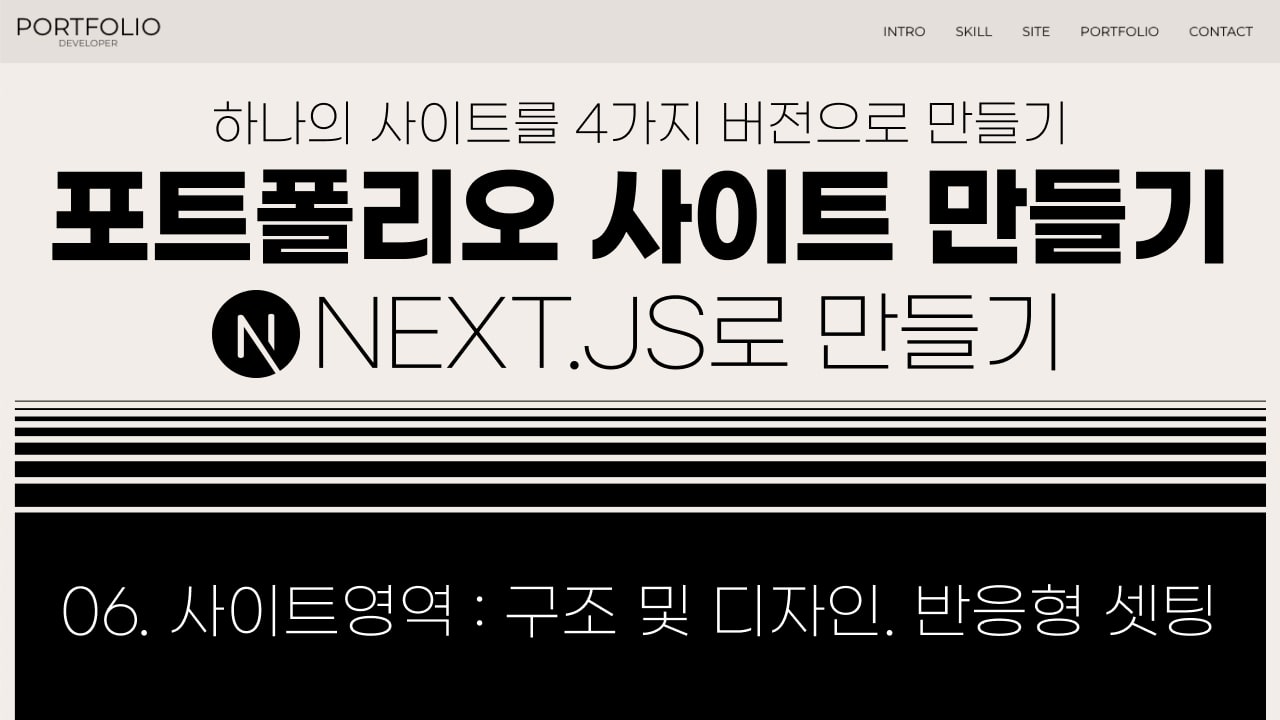 PORTFOLIO
DEVELOPER
INTRO SKILL SITE PORTFOLIO CONTACT
하나의 사이트를 4가지 버전으로 만들기
포트폴리오 사이트 만들기
NEXT.JS로 만들기
06. 사이트영역 : 구조 및 디자인. 반응형 셋팅